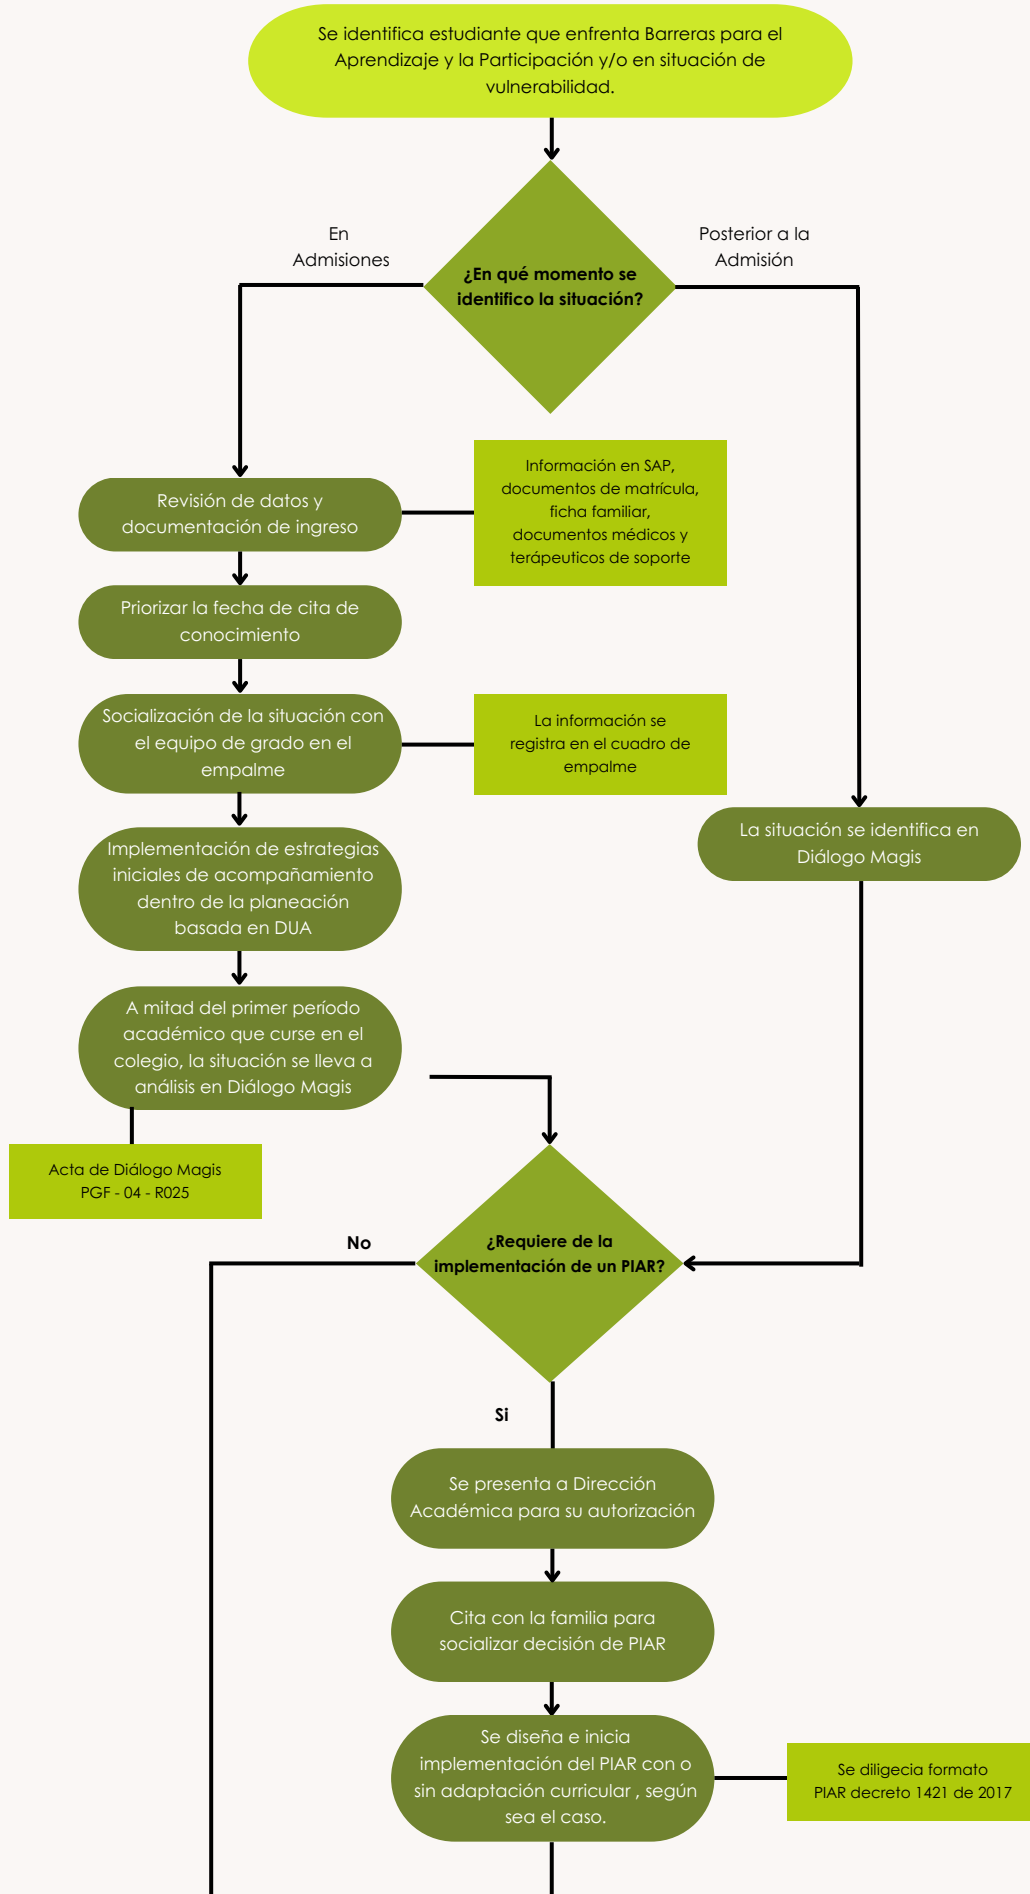 Se identifica estudiante que enfrenta Barreras para el
Aprendizaje y la Participación y/o en situación de
vulnerabilidad.
En
Admisiones
Posterior a la
Admisión
¿En qué momento se
identifico la situación?
Revisión de datos y
documentación de ingreso
Información en SAP,
documentos de matrícula,
ficha familiar,
documentos médicos y
terápeuticos de soporte
Priorizar la fecha de cita de
conocimiento
Socialización de la situación con
el equipo de grado en el
empalme
La información se
registra en el cuadro de
empalme
Implementación de estrategias
iniciales de acompañamiento
dentro de la planeación
basada en DUA
La situación se identifica en
Diálogo Magis
A mitad del primer período
académico que curse en el
colegio, la situación se lleva a
análisis en Diálogo Magis
Acta de Diálogo Magis
PGF - 04 - R025
No
¿Requiere de la
implementación de un PIAR?
Si
Se presenta a Dirección
Académica para su autorización
Cita con la familia para
socializar decisión de PIAR
Se diseña e inicia
implementación del PIAR con o
sin adaptación curricular , según
sea el caso.
Se diligecia formato
PIAR decreto 1421 de 2017